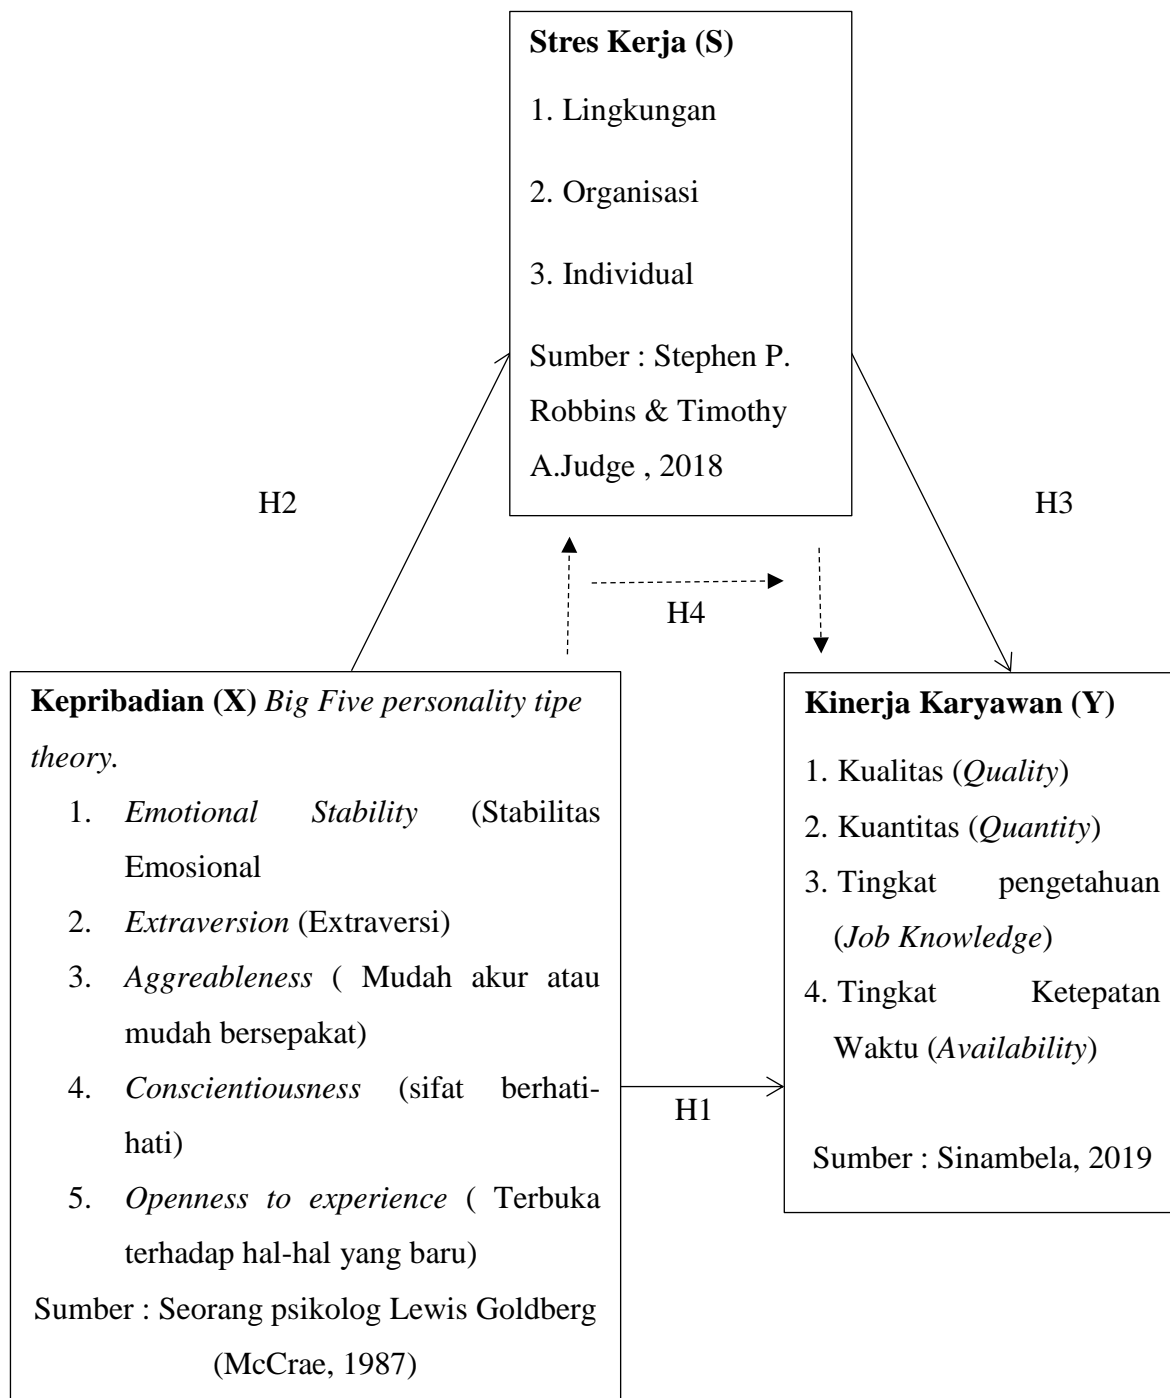 Stres Kerja (S)
1. Lingkungan
2. Organisasi
3. Individual
Sumber : Stephen P.
Robbins & Timothy
A.Judge , 2018
H2
H3
H4
Kepribadian (X) Big Five personality tipe
theory.
1. Emotional Stability (Stabilitas
Emosional
2. Extraversion (Extraversi)
3. Aggreableness ( Mudah akur atau
mudah bersepakat)
4. Conscientiousness (sifat berhati-
hati)
5. Openness to experience ( Terbuka
terhadap hal-hal yang baru)
Sumber : Seorang psikolog Lewis Goldberg
(McCrae, 1987)
H1
Kinerja Karyawan (Y)
1. Kualitas (Quality)
2. Kuantitas (Quantity)
3. Tingkat pengetahuan
(Job Knowledge)
4. Tingkat Ketepatan
Waktu (Availability)
Sumber : Sinambela, 2019